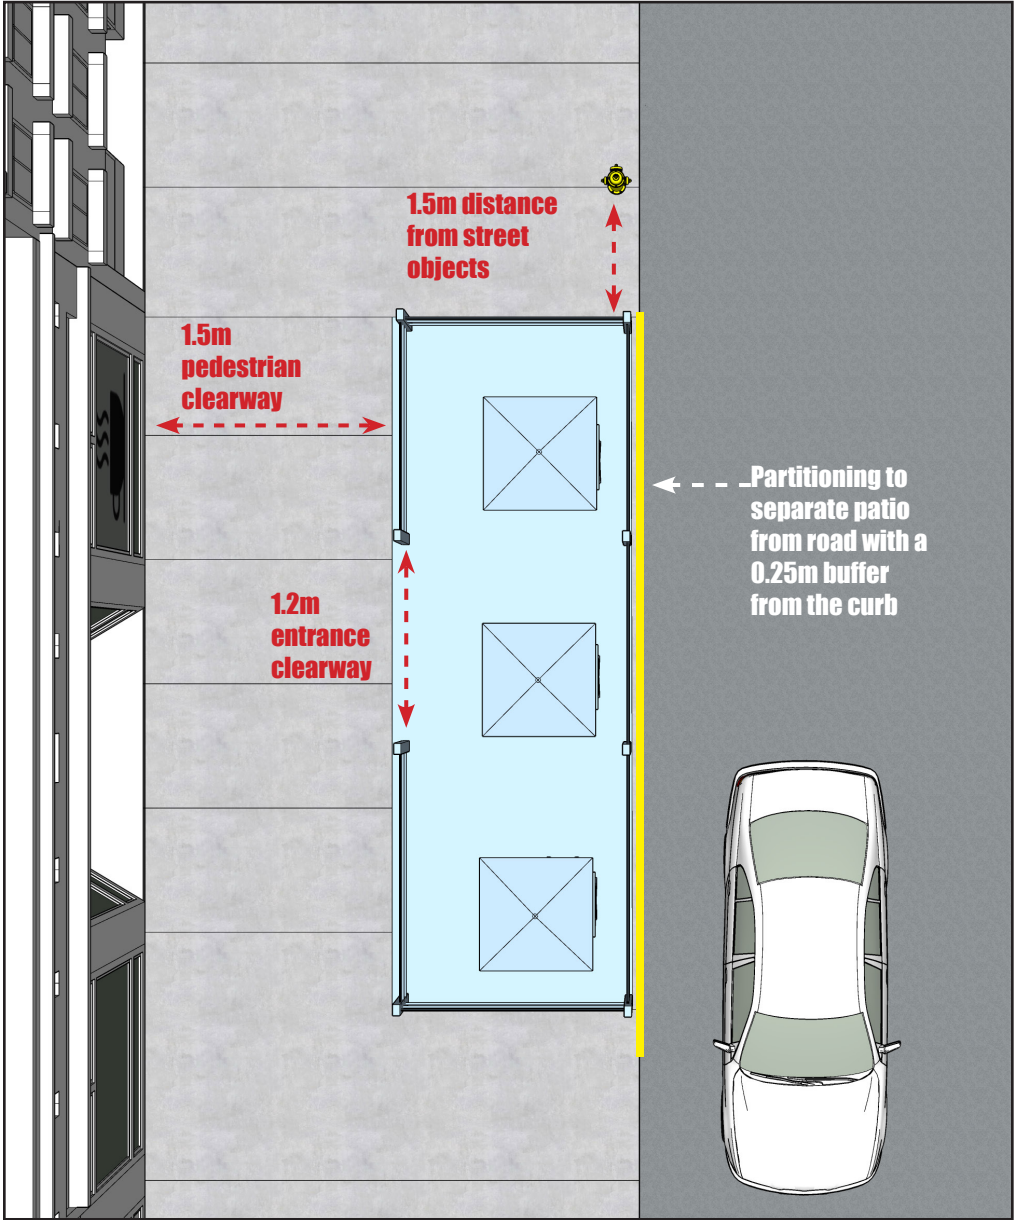 1.5m distance
from street
objects
1.5m
pedestrian
clearway
Partitioning to
separate patio
from road with a
0.25m buffer
from the curb
1.2m
entrance
clearway